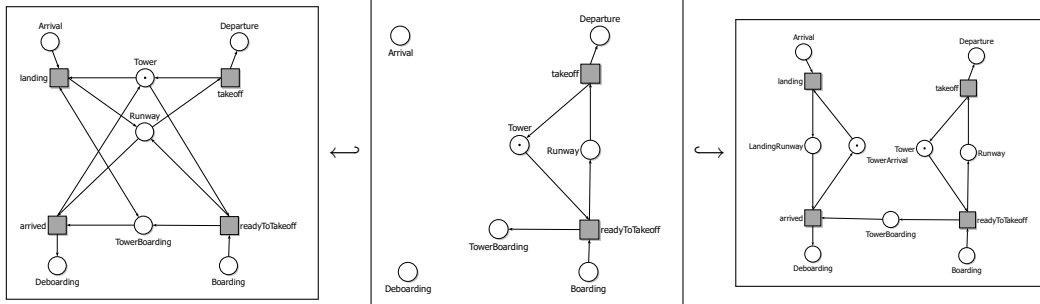 Arrival
Departure
Tower
landing
takeoff
Runway
arrived
readyToTakeoff
TowerBoarding
Deboarding
Boarding
Departure
Arrival
takeoff
Tower
Runway
readyToTakeoff
TowerBoarding
Deboarding
Boarding
Arrival
Departure
landing
takeoff
LandingRunway
Tower
Runway
TowerArrival
arrived
readyToTakeoff
TowerBoarding
Deboarding
Boarding